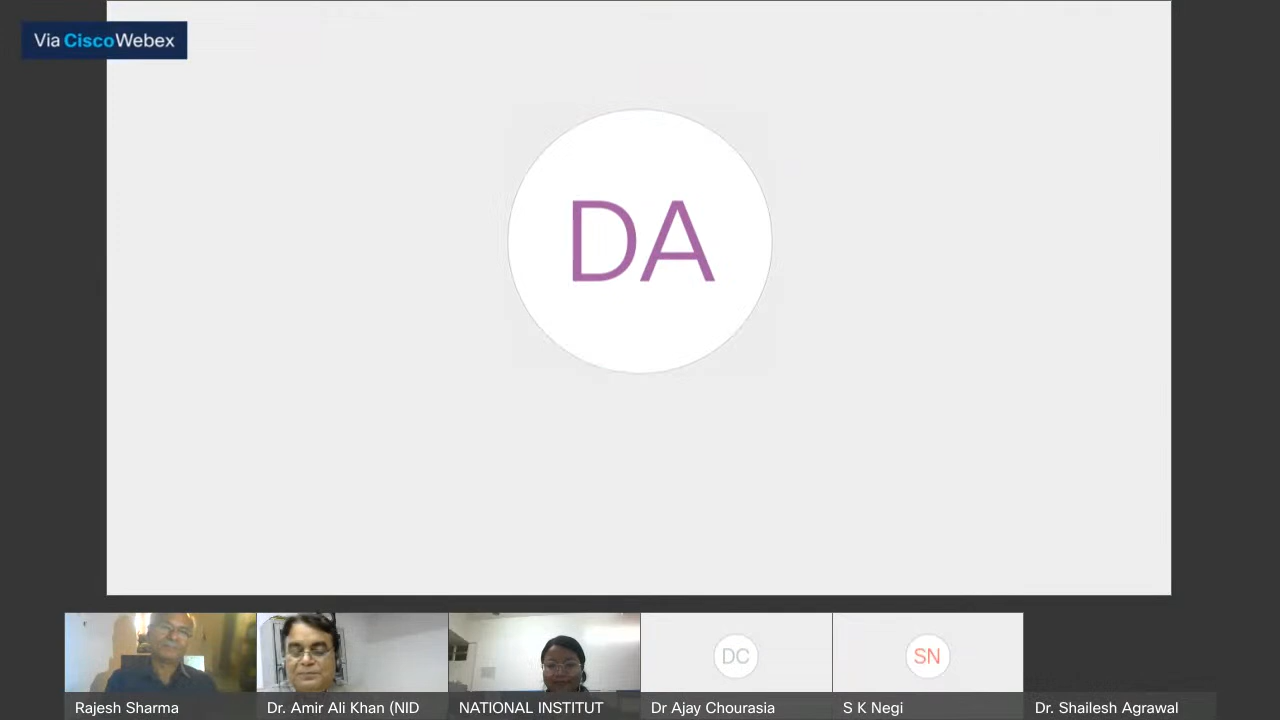 Via CiscoWebex
DA
DC
SN
Rajesh Sharma
Dr. Amir Ali Khan (NID
NATIONAL INSTITUT
Dr Ajay Chourasia
S K Negi
Dr. Shailesh Agrawal